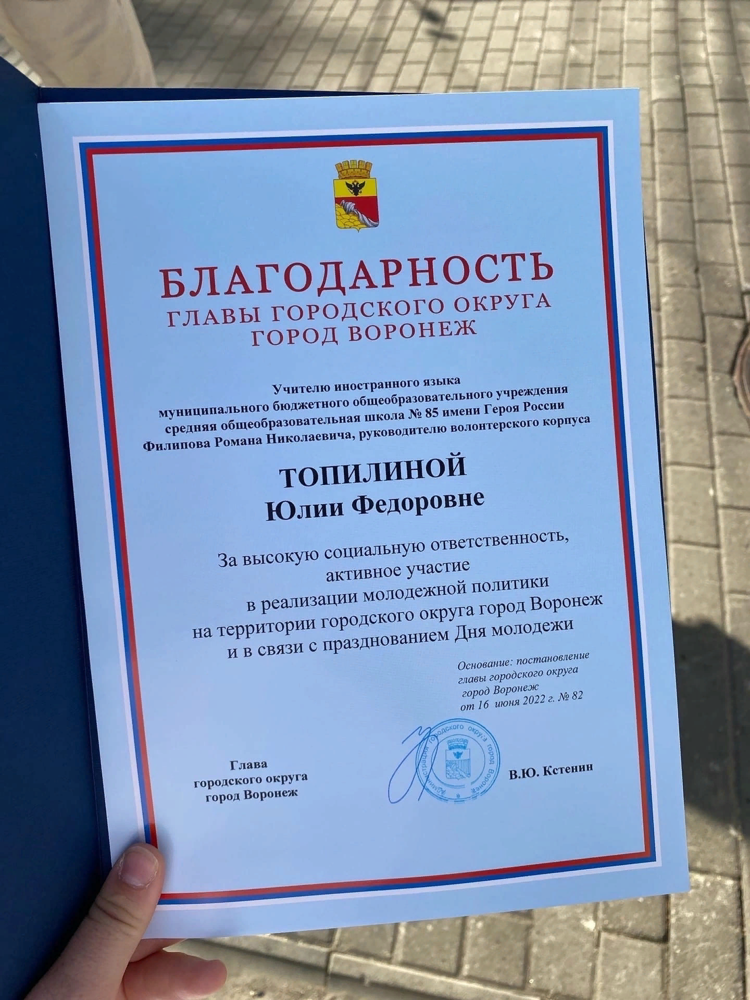 БЛАГОДАРНОСТЬ
ГЛАВЫ ГОРОДСКОГО ОКРУГА
ГОРОД ВОРОНЕЖ
Учителю иностранного языка
муниципального бюджетного общеобразовательного учреждения
средняя общеобразовательная школа № 85 имени Героя России
Филипова Романа Николаевича, руководителю волонтерского корпуса
ТОПИЛИНОЙ
Юлии Федоровне
За высокую социальную ответственность,
активное участие
в реализации молодежной политики
на территории городского округа город Воронеж
и в связи с празднованием Дня молодежи
Основание: постановление
главы городского округа
город Воронеж
от 16 июня 2022 г. № 82
Глава
городского округа
город Воронеж
Администрация городского округа город Воронеж
В.Ю. Кстенин